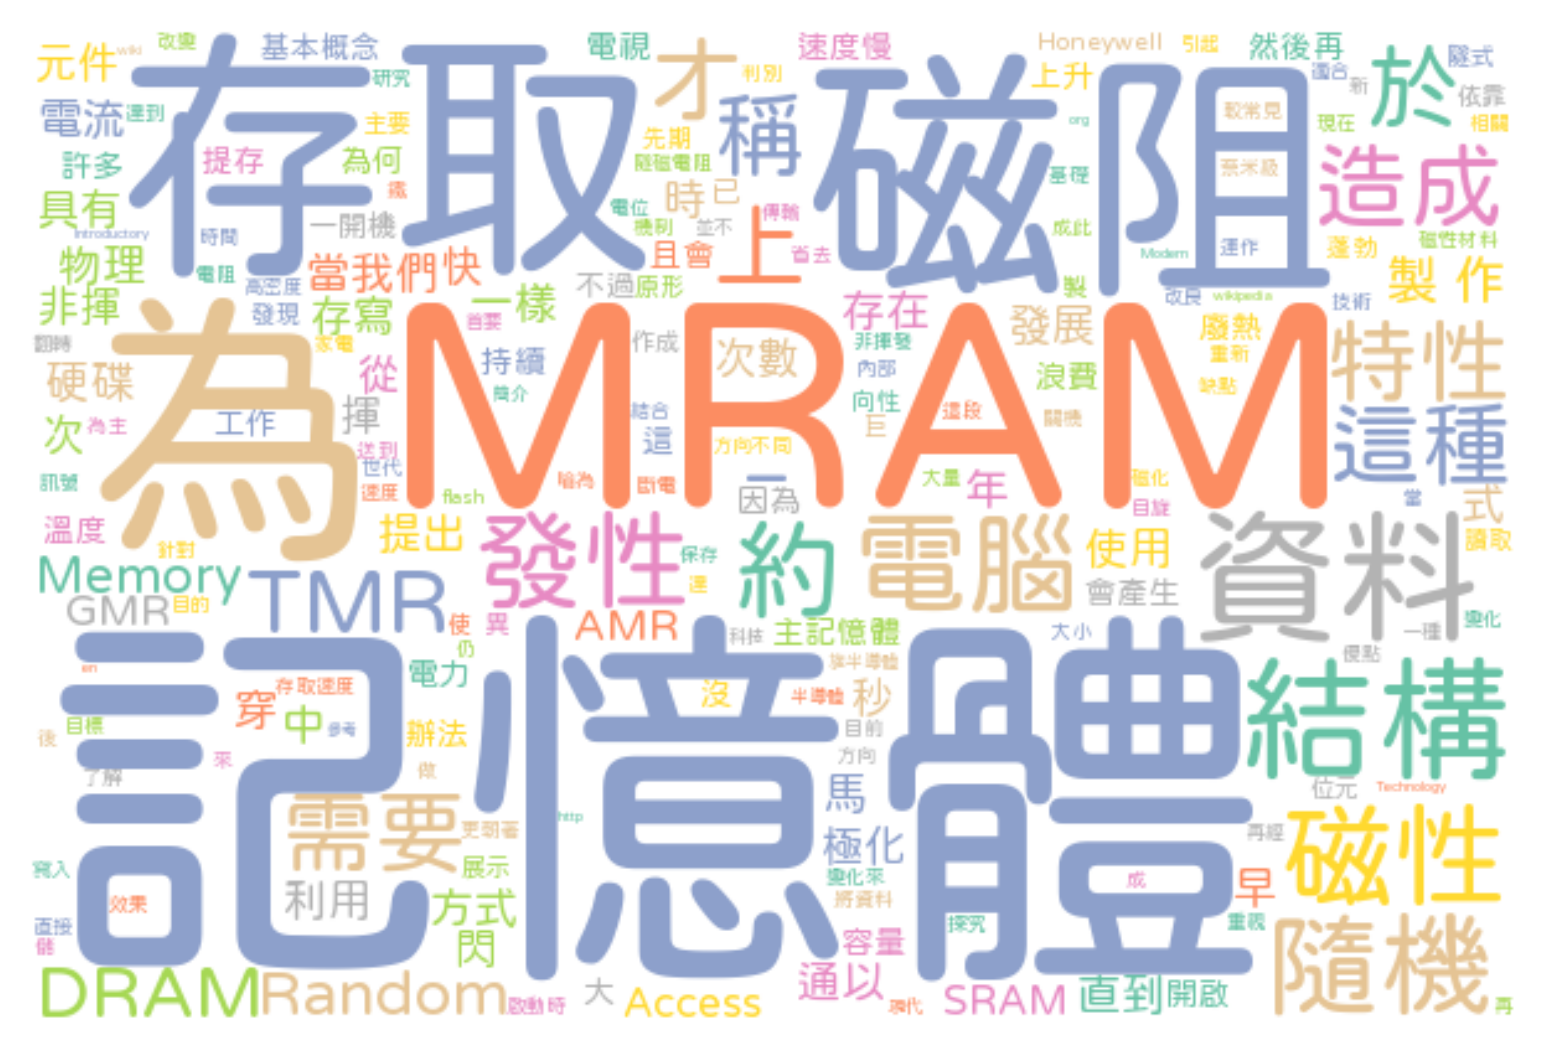 元件
wiki
改變
基本概念
電視
才
速度慢
Honeywell
引起
然後再
隧式
存取
磁阻
研究
判別
上升
適合
新
於
依靠
電流
達到
主要
先期
稱
org
較常見
現在
相關
許多
提存
為何
隧磁電阻
基礎
奈米級
造成
具有
瘋
電位
時
已
傳輸
Introductory
時間
一開機
機制
並不
上
成此
運作
蓬勃
磁性材料
物理
電阻
當我們
快
且會
省去
Modern
製作
高密度
不過
原形
製
非揮
發現
存寫
首要
一樣
存在
改良
wikipedia
技術
為
MRAM
翻轉
家電
作成
次數
非揮發
發展
廢熱
重新
特性
硬碟
從
持續
內部
浪費
缺點
簡介
次
為主
工作
揮
結合
這
方向不同
向性
巨
這段
關機
這種
送到
世代
訊號
速度
flash
喻為
斷電
一
因為
大量
年
磁化
自旋
當
式
溫度
針對
提出
發性
保存
達
約
電腦
使用
會產生
資料
讀取
Memory
TMR
GMR
目的
使
仍
異
AMR
科技
主記憶體
大小
一種
變化
優點
記憶體
en
電力
存取速度
穿
中
參考
沒
半導體
秒
目前
結構
目標
後
了解
來
辦法
做
方向
位元
Technology
需要
更朝著
http
馬
極化
再經
磁性
寫入
展示
變化來
利用
效果
方式
將資料
成
早
直接
儲
閃
容量
探究
重視
隨機
DRAM
Random
啟動時
大
Access
通以
現代
SRAM
直到
開啟
再